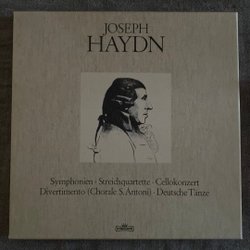 JOSEPH
HAYDN
Symphonien · Streichquartette · Cellokonzert
Divertimento (Chorale S. Antoni) · Deutsche Tänze